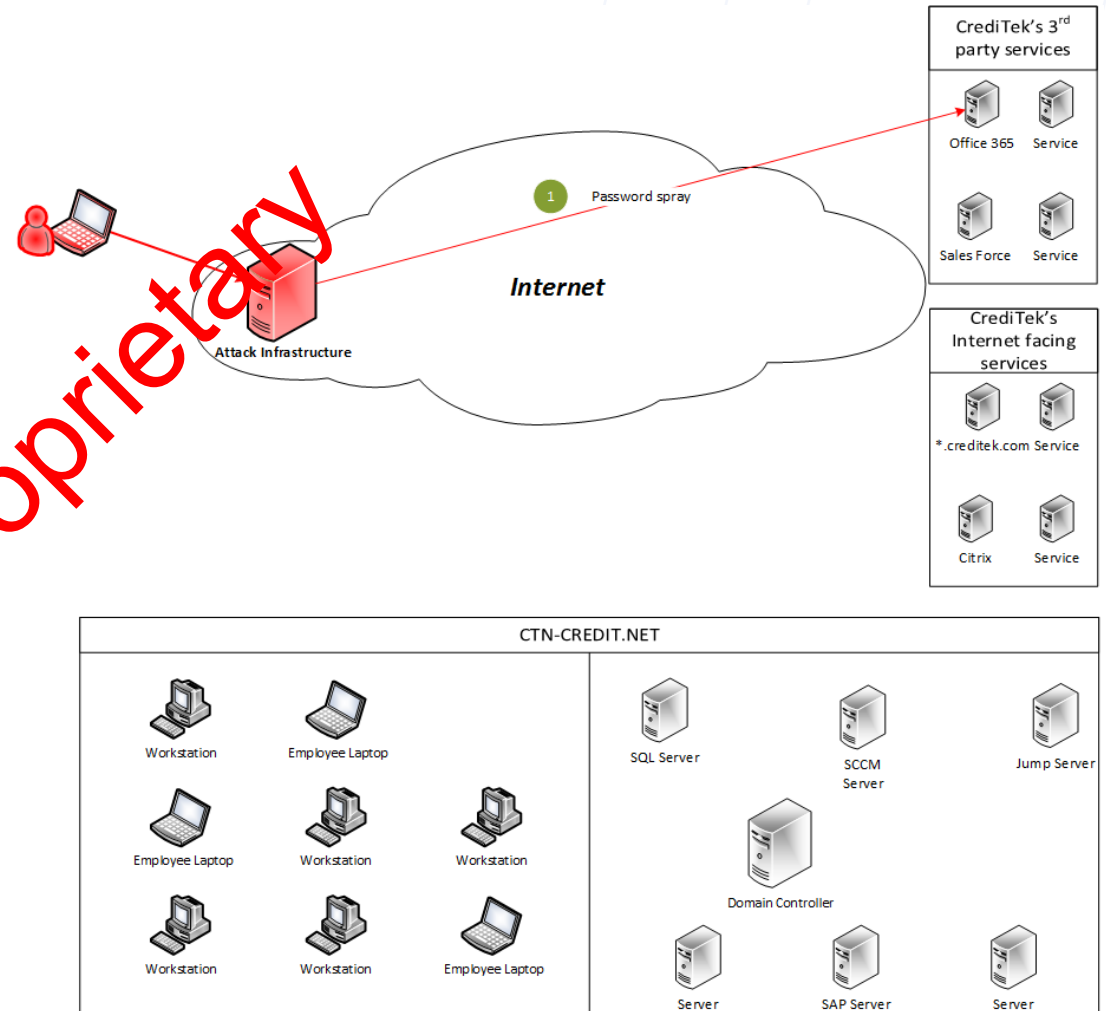 CrediTek's 3rd
party services
Office 365
Service
Sales Force
Service
1
Password spray
Internet
Attack Infrastructure
CrediTek's
Internet facing
services
*.creditek.com
Service
Citrix
Service
CTN-CREDIT.NET
Workstation
Employee Laptop
Employee Laptop
Workstation
Workstation
Workstation
Workstation
Employee Laptop
SQL Server
SCCM
Server
Jump Server
Domain Controller
Server
SAP Server
Server